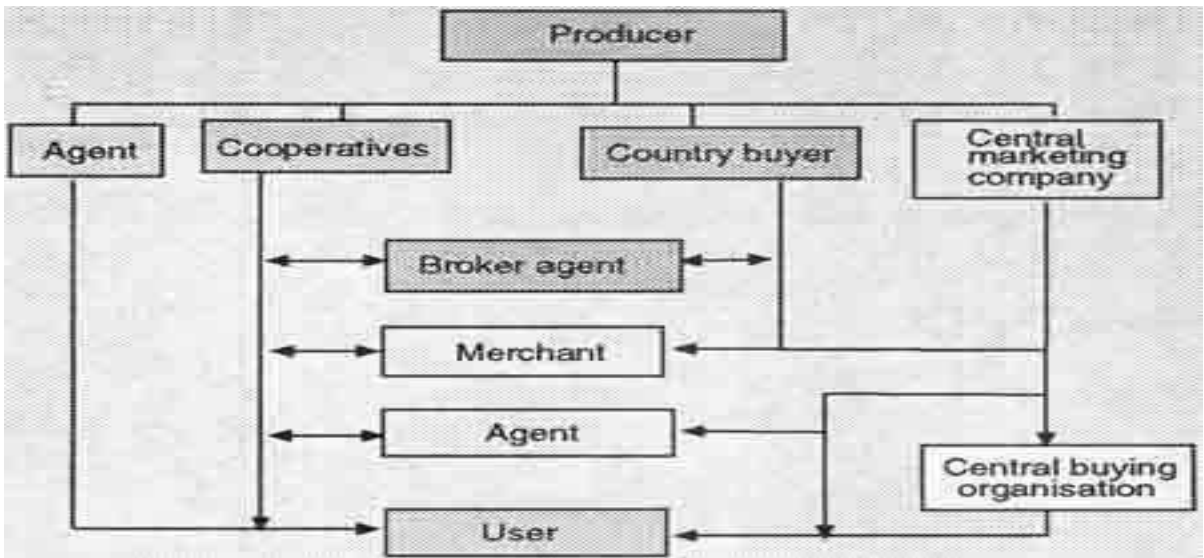 Producer
Agent
Cooperatives
Country buyer
Central
marketing
company
Broker agent
Merchant
Agent
Central buying
organisation
User